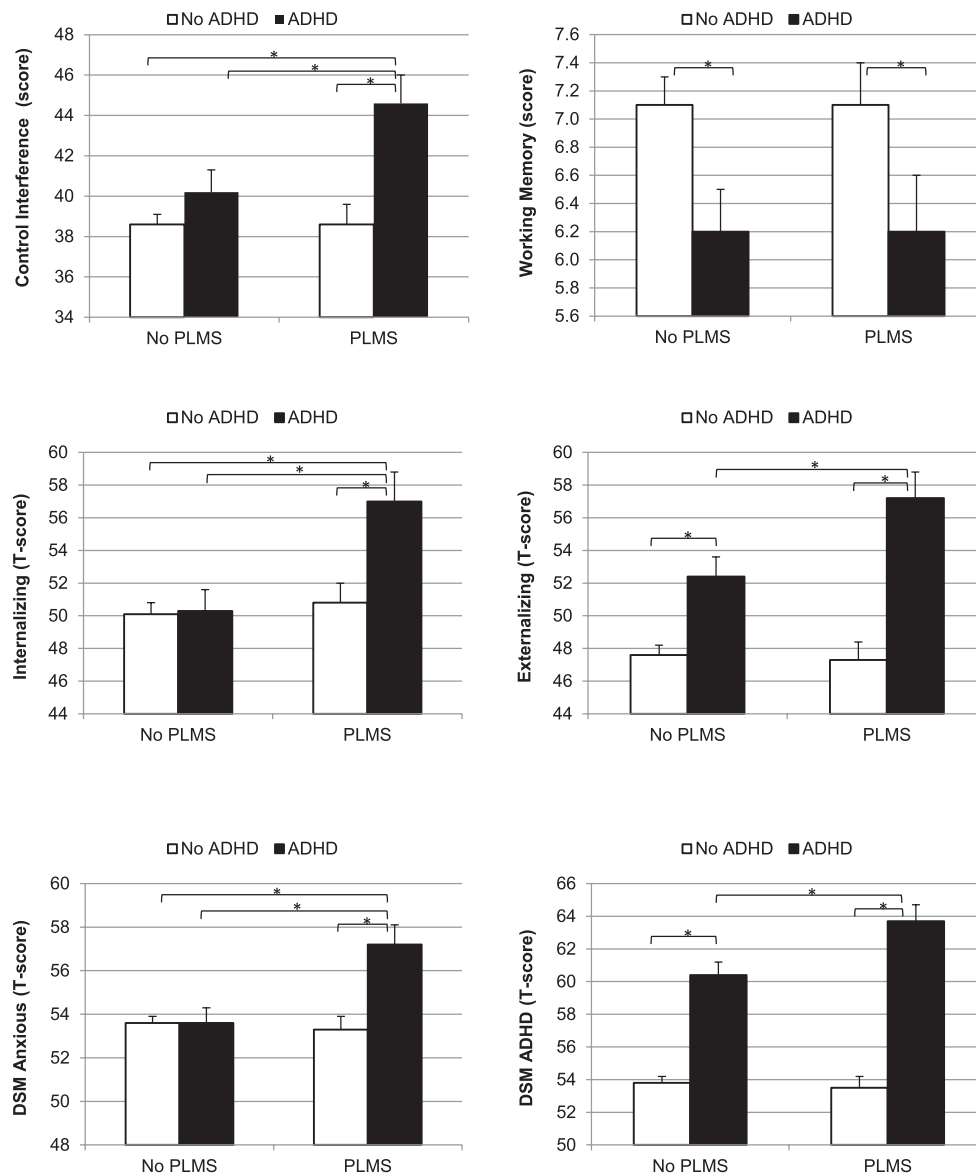 No ADHD ADHD
Control Interference (score)
48
46
44
42
40
38
36
34
* * *
No PLMS PLMS
No ADHD ADHD
Working Memory (score)
7.6
7.4
7.2
7.0
6.8
6.6
6.4
6.2
6.0
5.8
5.6
* *
No PLMS PLMS
No ADHD ADHD
Internalizing (T-score)
60
58
56
54
52
50
48
46
44
* * *
No PLMS PLMS
No ADHD ADHD
Externalizing (T-score)
60
58
56
54
52
50
48
46
44
* * *
No PLMS PLMS
No ADHD ADHD
DSM Anxious (T-score)
60
58
56
54
52
50
48
* * *
No PLMS PLMS
No ADHD ADHD
DSM ADHD (T-score)
66
64
62
60
58
56
54
52
50
* * *
No PLMS PLMS